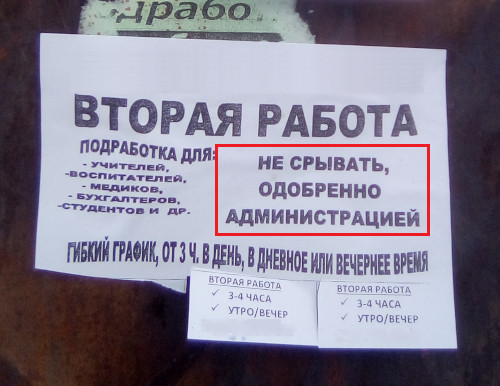 драбо
ВТОРАЯ РАБОТА
ПОДРАБОТКА ДЛЯ:
- УЧИТЕЛЕЙ,
-ВОСПИТАТЕЛЕЙ,
- МЕДИКОВ,
- БУХГАЛТЕРОВ,
-СТУДЕНТОВ И ДР.
НЕ СРЫВАТЬ,
ОДОБРЕННО
АДМИНИСТРАЦИЕЙ
ГИБКИЙ ГРАФИК, ОТ 3 Ч. В ДЕНЬ, В ДНЕВНОЕ ИЛИ ВЕЧЕРНЕЕ ВРЕМЯ
ВТОРАЯ РАБОТА
✓ 3-4 ЧАСА
✓ УТРО/ВЕЧЕР
ВТОРАЯ РАБОТА
✓ 3-4 ЧАСА
✓ УТРО/ВЕЧЕР